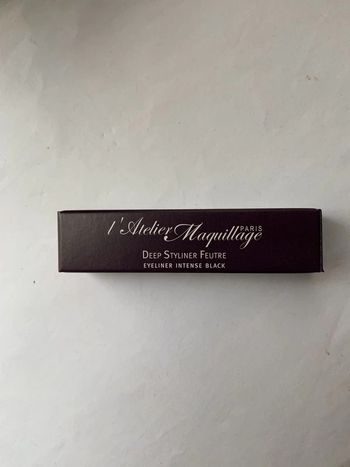 l'Atelier Maquillage PARIS
DEEP STYLINER FEUTRE
EYELINER INTENSE BLACK